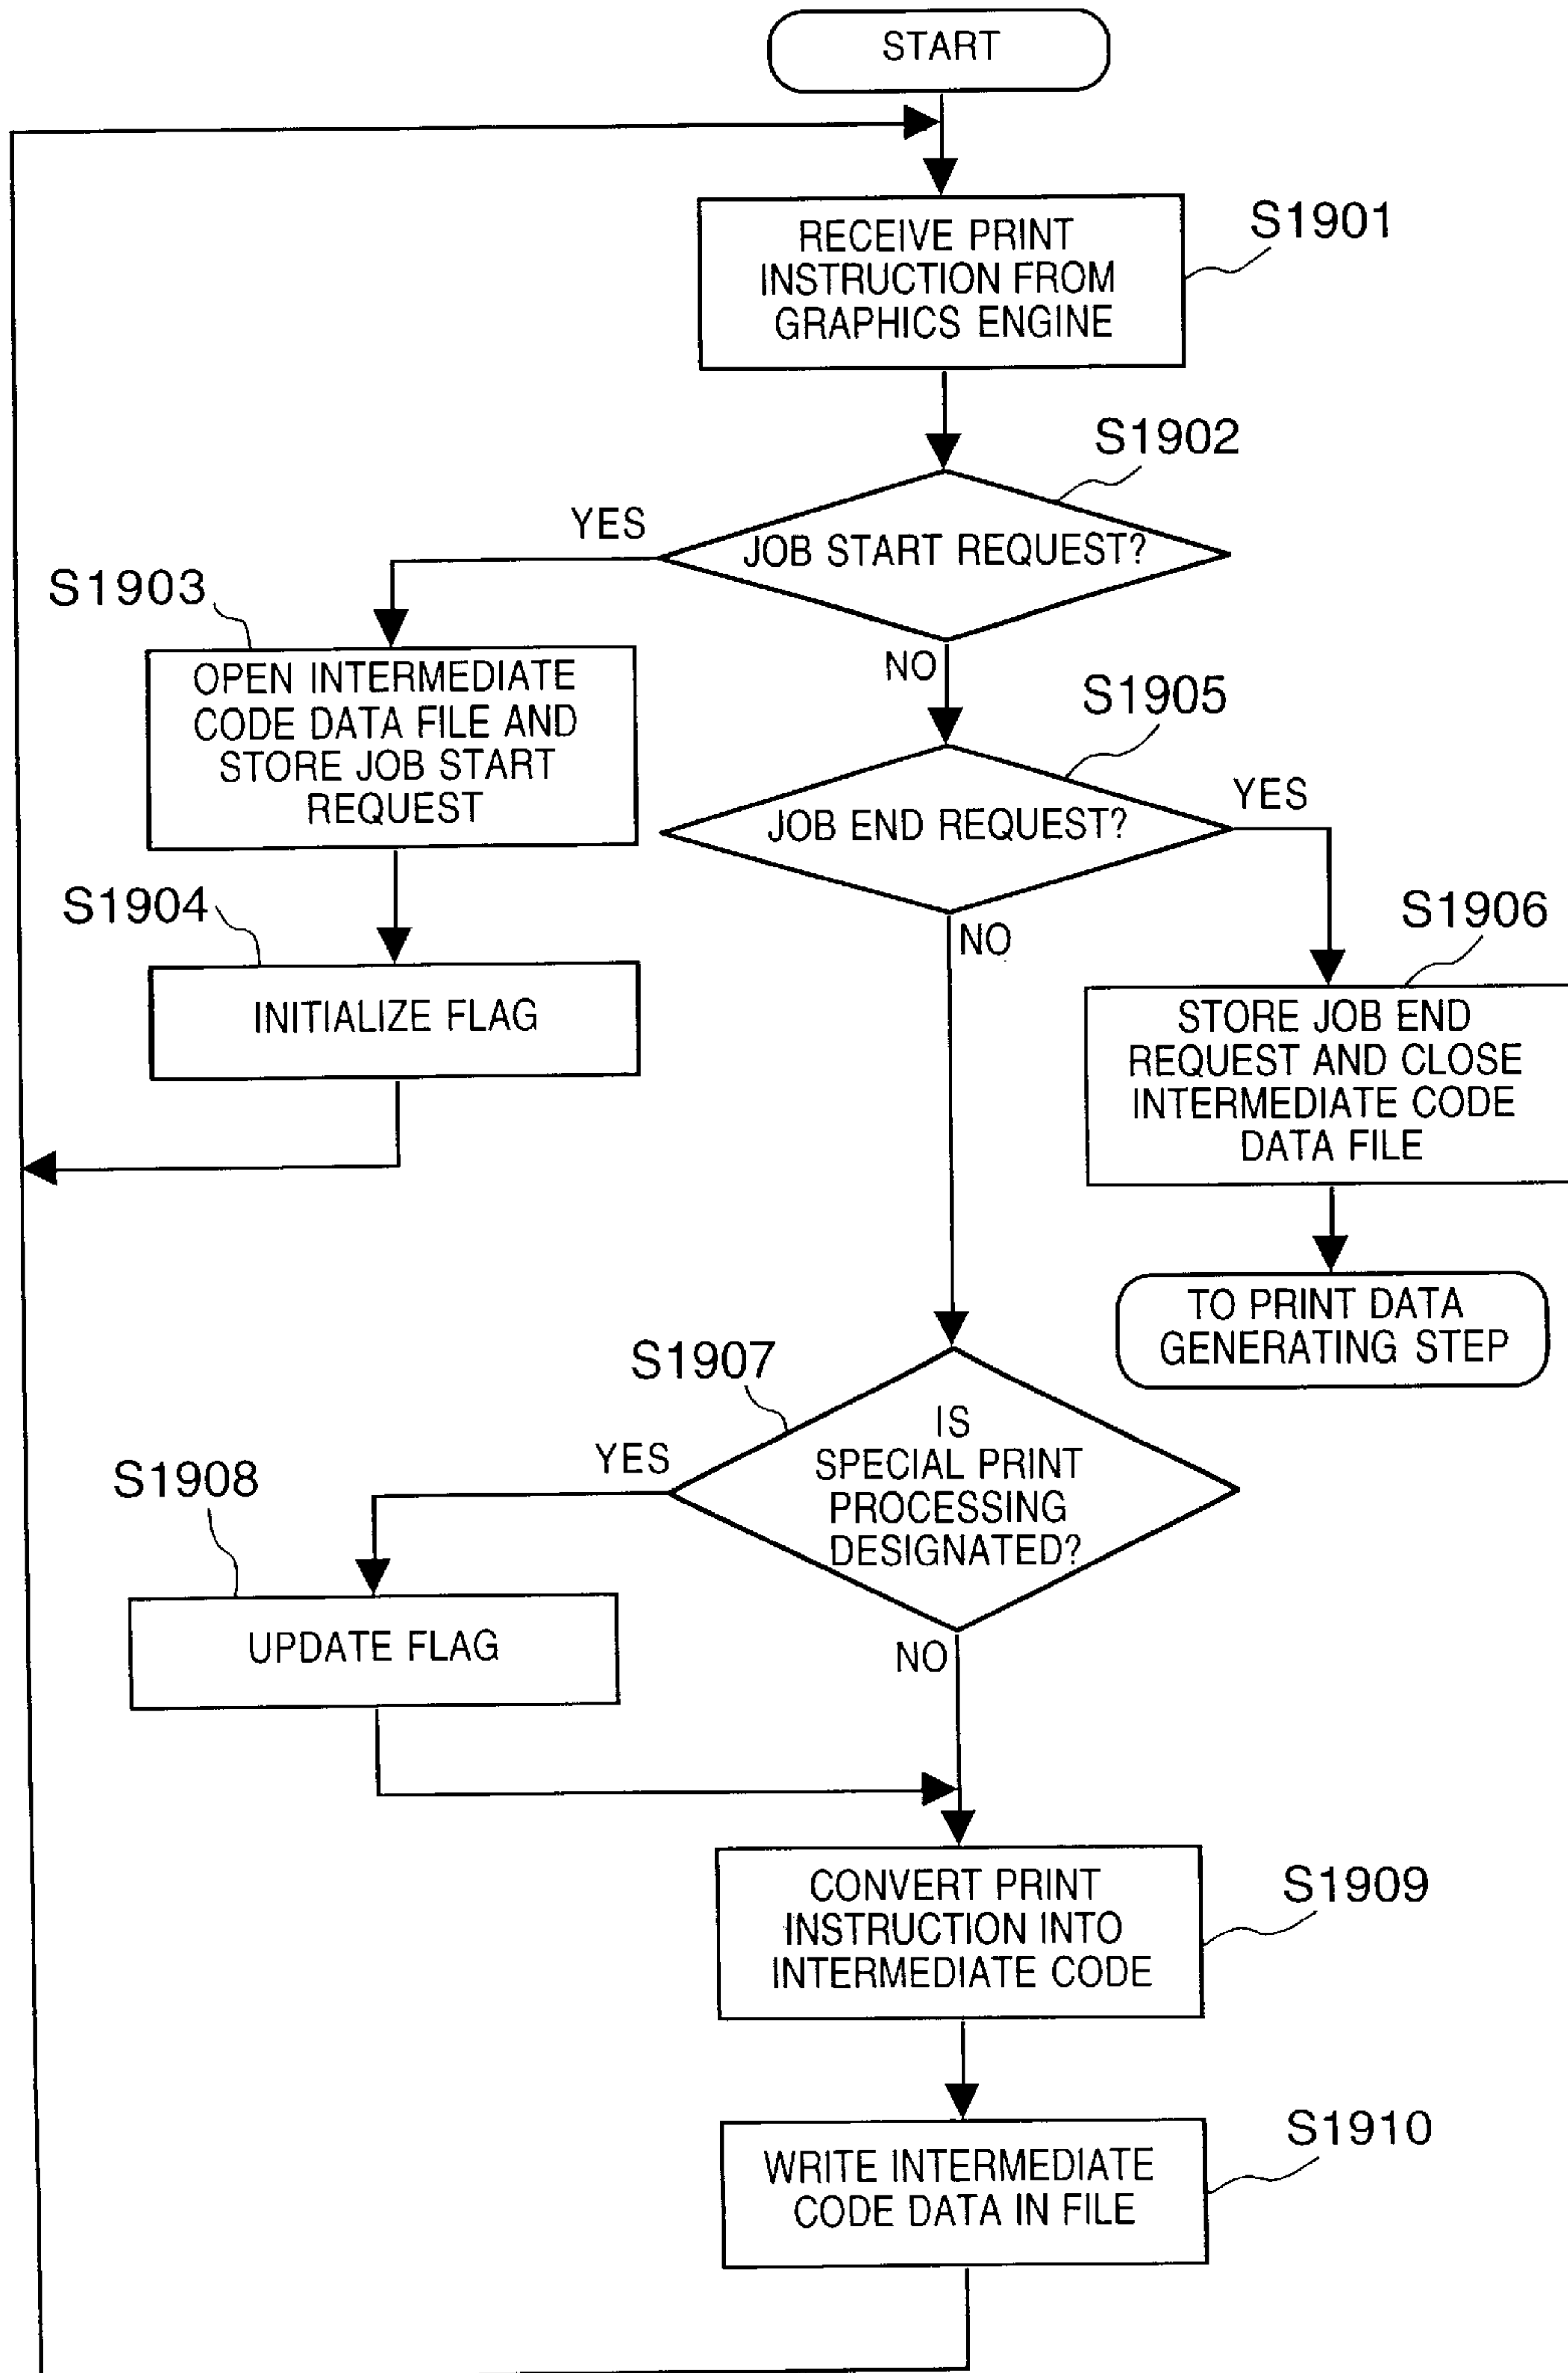 START
RECEIVE PRINT
INSTRUCTION FROM
GRAPHICS ENGINE
S1901
S1902
YES
JOB START REQUEST?
NO
S1903
OPEN INTERMEDIATE
CODE DATA FILE AND
STORE JOB START
REQUEST
S1904
INITIALIZE FLAG
S1905
JOB END REQUEST?
YES
NO
S1906
STORE JOB END
REQUEST AND CLOSE
INTERMEDIATE CODE
DATA FILE
TO PRINT DATA
GENERATING STEP
S1907
YES
IS
SPECIAL PRINT
PROCESSING
DESIGNATED?
NO
S1908
UPDATE FLAG
CONVERT PRINT
INSTRUCTION INTO
INTERMEDIATE CODE
S1909
WRITE INTERMEDIATE
CODE DATA IN FILE
S1910